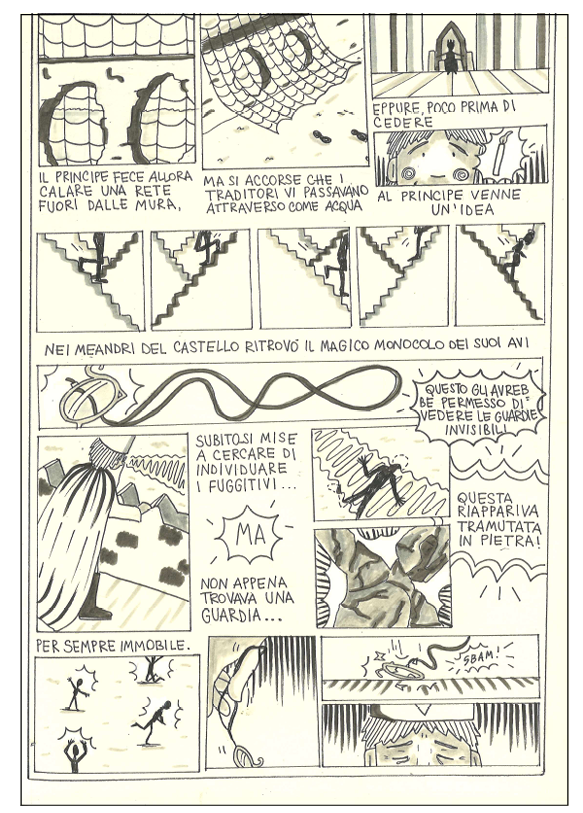 IL PRINCIPE FECE ALLORA
CALARE UNA RETE
FUORI DALLE MURA,
MA SI ACCORSE CHE I
TRADITORI VI PASSAVANO
ATTRAVERSO COME ACQUA
EPPURE, POCO PRIMA DI
CEDERE
AL PRINCIPE VENNE
UN'IDEA
NEI MEANDRI DEL CASTELLO RITROVÒ IL MAGICO MONOCOLO DEI SUOI AVI
QUESTO GLI AVREB
BE PERMESSO DI
VEDERE LE GUARDIE
INVISIBILI
SUBITO SI MISE
A CERCARE DI
INDIVIDUARE
I FUGGITIVI...
MA
NON APPENA
TROVAVA UNA
GUARDIA...
QUESTA
RIAPPARIVA
TRAMUTATA
IN PIETRA!
PER SEMPRE IMMOBILE.
SBAM!